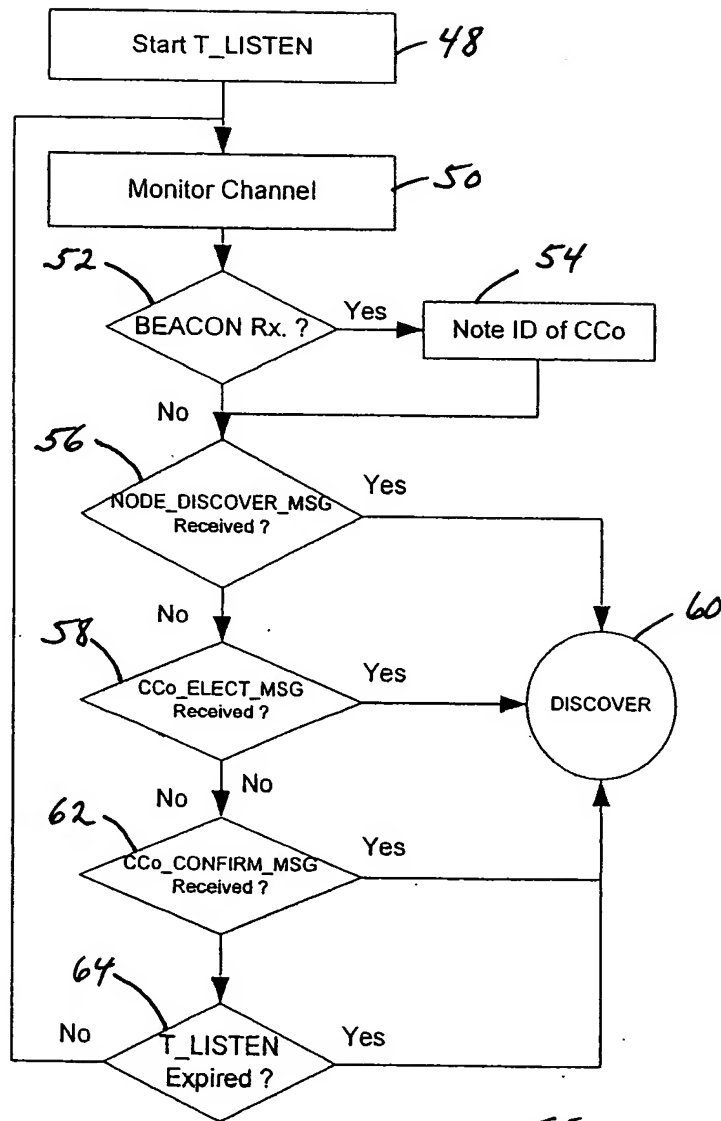 Start T_LISTEN
48
Monitor Channel
50
52
BEACON Rx. ?
Yes
54
Note ID of CCo
No
56
NODE_DISCOVER_MSG
Received ?
Yes
No
58
CCo_ELECT_MSG
Received ?
Yes
60
DISCOVER
No
No
62
CCo_CONFIRM_MSG
Received ?
Yes
64
No
T_LISTEN
Expired ?
Yes